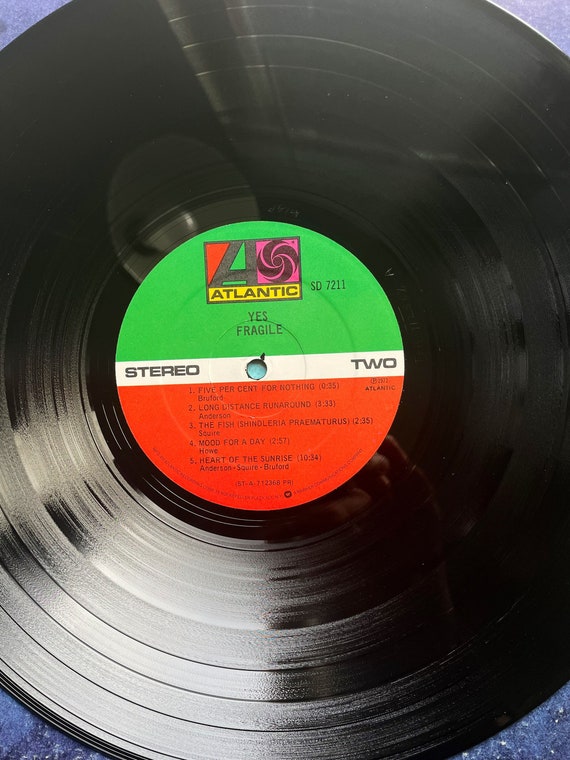 ATLANTIC
SD 7211
YES
FRAGILE
STEREO
TWO
℗ 1972
ATLANTIC
1. FIVE PER CENT FOR NOTHING (0:35)
Bruford
2. LONG DISTANCE RUNAROUND (3:33)
Anderson
3. THE FISH (SHINDLERIA PRAEMATURUS) (2:35)
Squire
4. MOOD FOR A DAY (2:57)
Howe
5. HEART OF THE SUNRISE (10:34)
Anderson-Squire-Bruford
(ST-A-712368 PR)